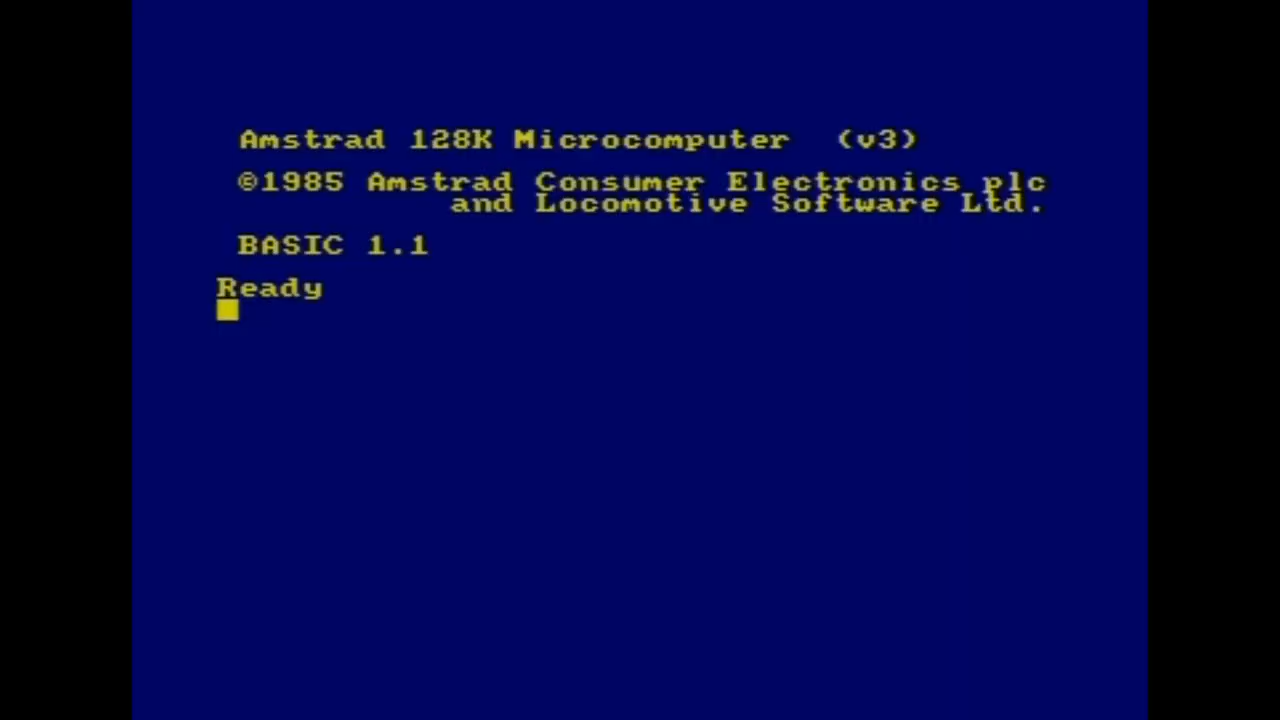 Amstrad 128K Microcomputer (v3)
©1985 Amstrad Consumer Electronics plc
and Locomotive Software Ltd.
BASIC 1.1
Ready